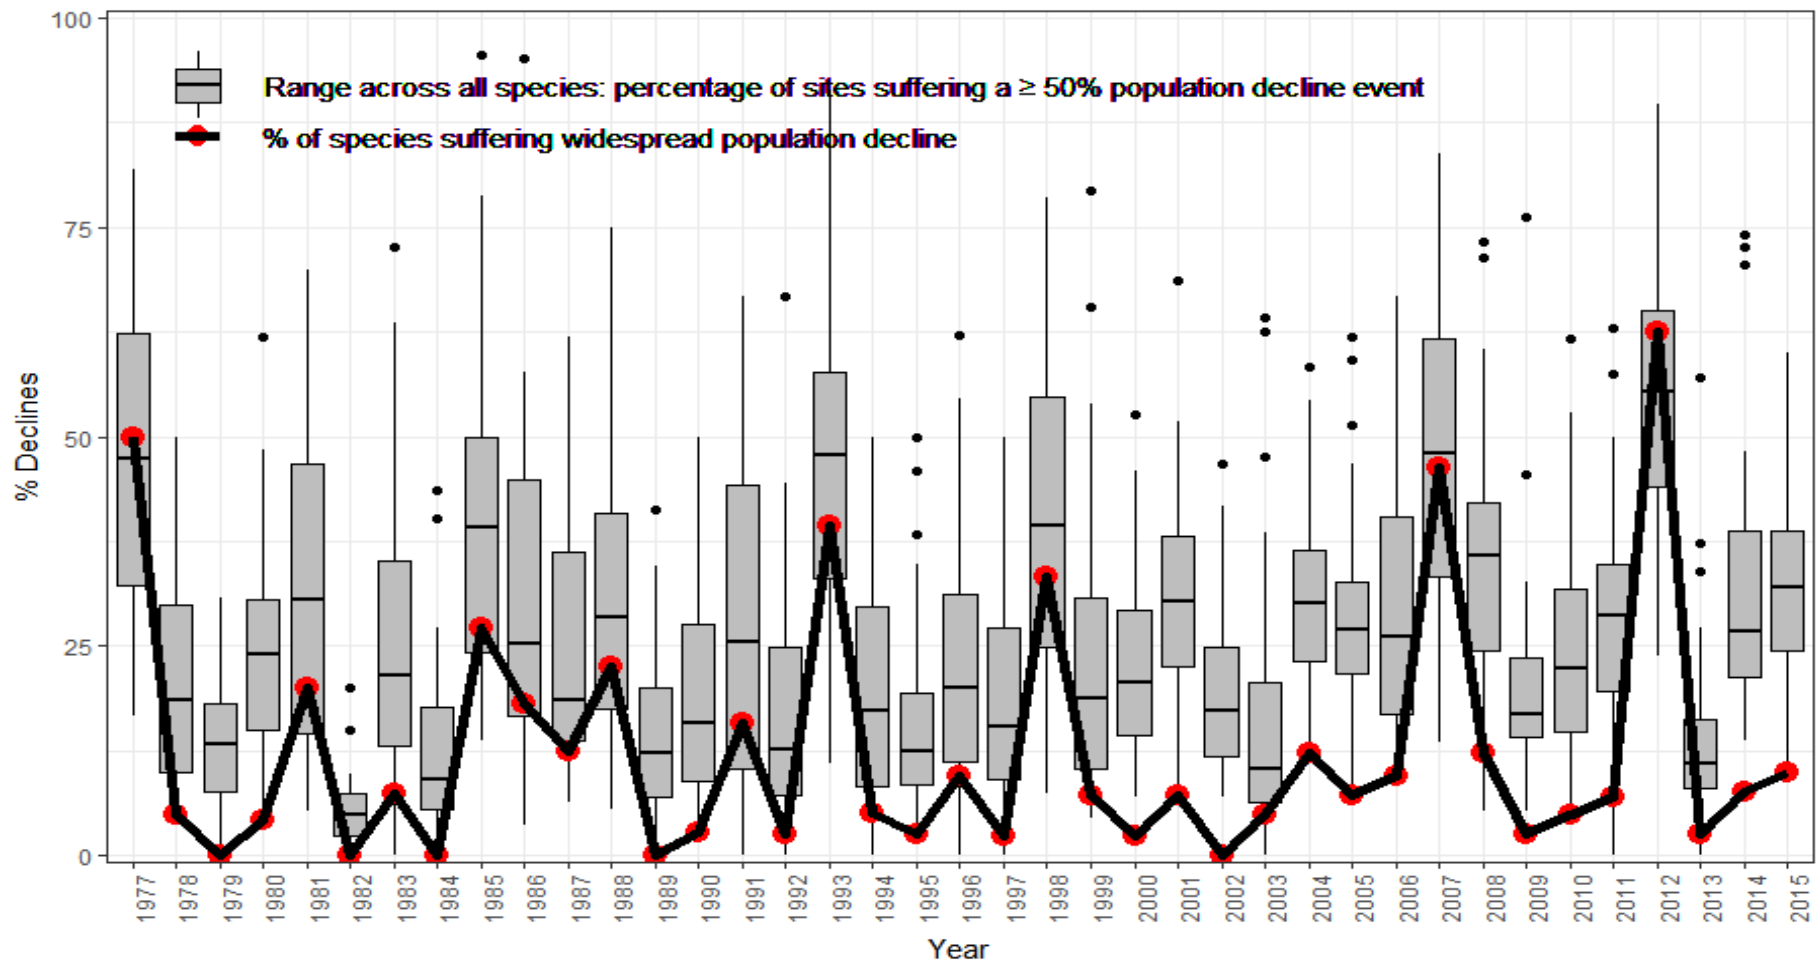 100
75
50
25
0
% Declines
Range across all species: percentage of sites suffering a ≥ 50% population decline event
% of species suffering widespread population decline
1977 1978 1979 1980 1981 1982 1983 1984 1985 1986 1987 1988 1989 1990 1991 1992 1993 1994 1995 1996 1997 1998 1999 2000 2001 2002 2003 2004 2005 2006 2007 2008 2009 2010 2011 2012 2013 2014 2015
Year